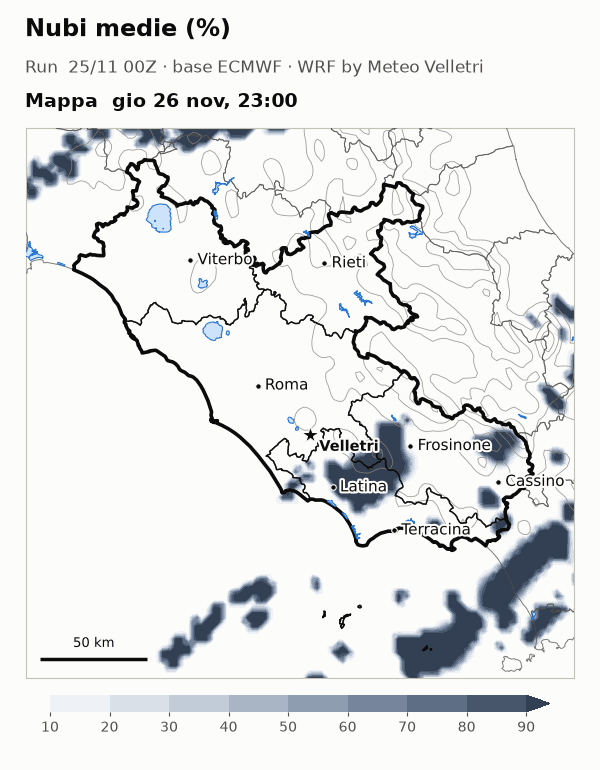 Nubi medie (%)
Run 25/11 00Z · base ECMWF · WRF by Meteo Velletri
Mappa gio 26 nov, 23:00
Viterbo
Rieti
Roma
Velletri
Frosinone
Latina
Cassino
Terracina
50 km
10 20 30 40 50 60 70 80 90